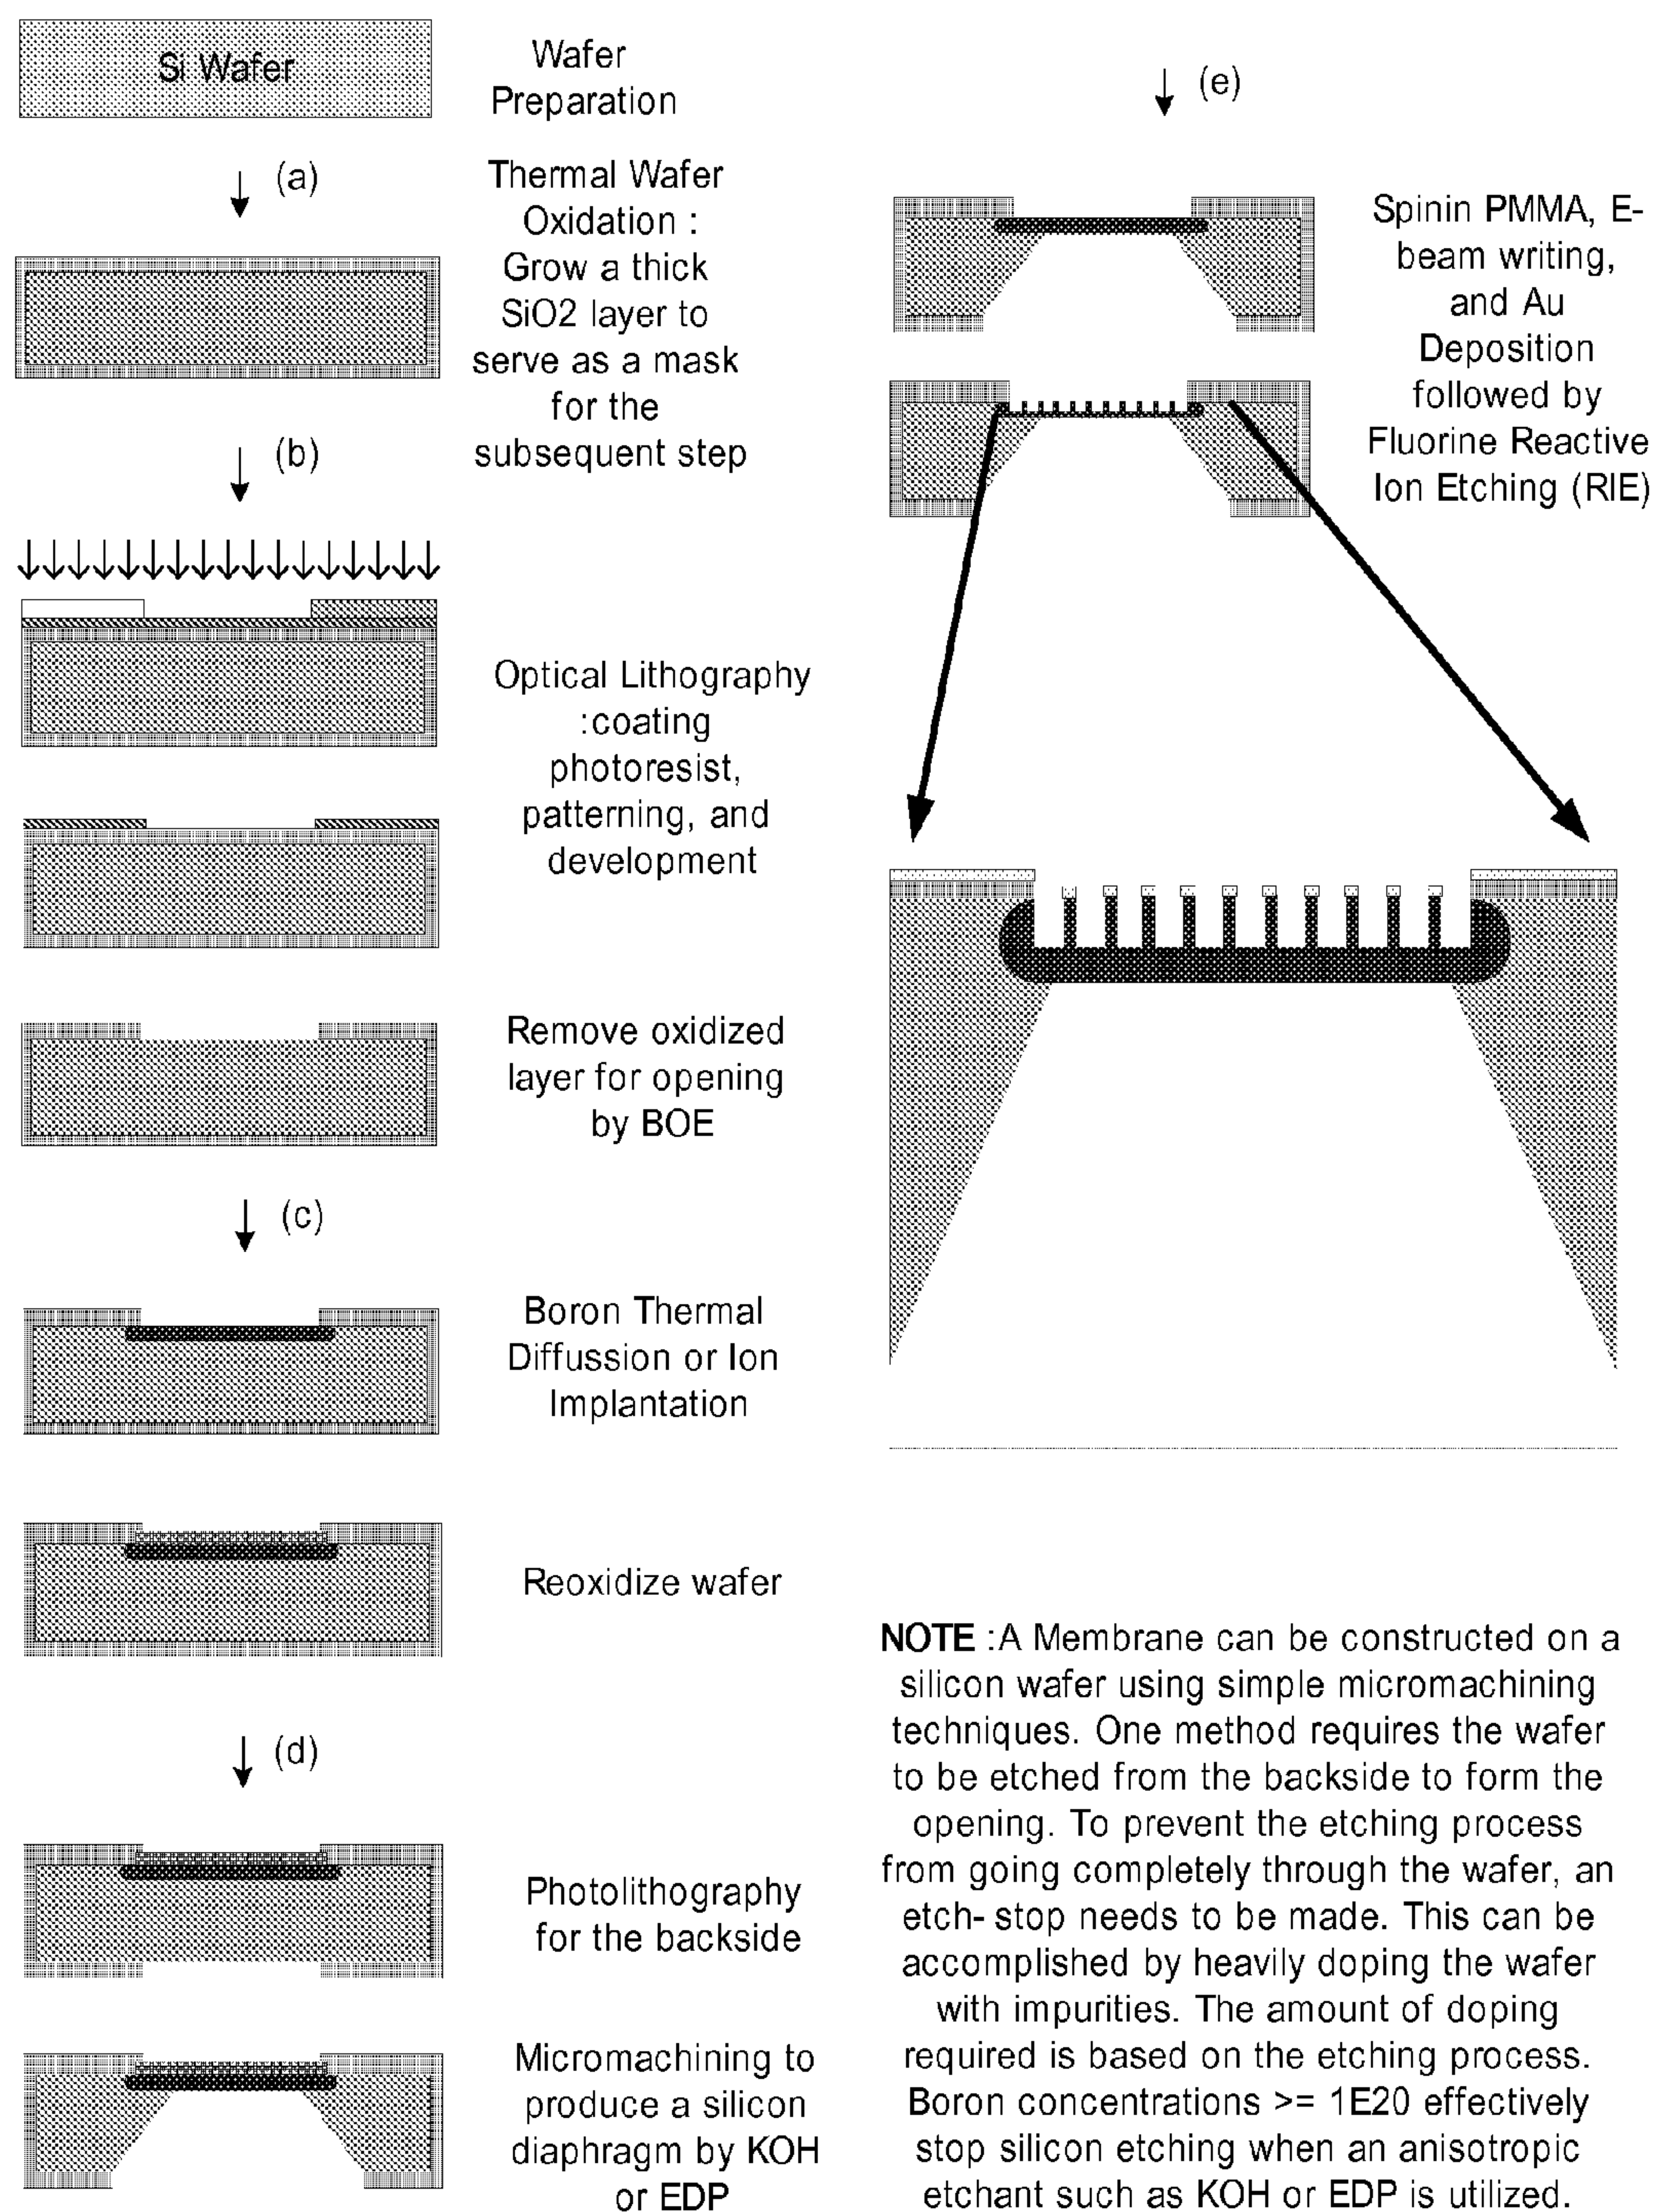 Si Wafer
Wafer
Preparation
(a)
Thermal Wafer
Oxidation :
Grow a thick
SiO2 layer to
serve as a mask
for the
subsequent step
(b)
Optical Lithography
:coating
photoresist,
patterning, and
development
Remove oxidized
layer for opening
by BOE
(c)
Boron Thermal
Diffussion or Ion
Implantation
Reoxidize wafer
(d)
Photolithography
for the backside
Micromachining to
produce a silicon
diaphragm by KOH
or EDP
(e)
Spinin PMMA, E-
beam writing,
and Au
Deposition
followed by
Fluorine Reactive
Ion Etching (RIE)
NOTE :A Membrane can be constructed on a
silicon wafer using simple micromachining
techniques. One method requires the wafer
to be etched from the backside to form the
opening. To prevent the etching process
from going completely through the wafer, an
etch- stop needs to be made. This can be
accomplished by heavily doping the wafer
with impurities. The amount of doping
required is based on the etching process.
Boron concentrations >= 1E20 effectively
stop silicon etching when an anisotropic
etchant such as KOH or EDP is utilized.